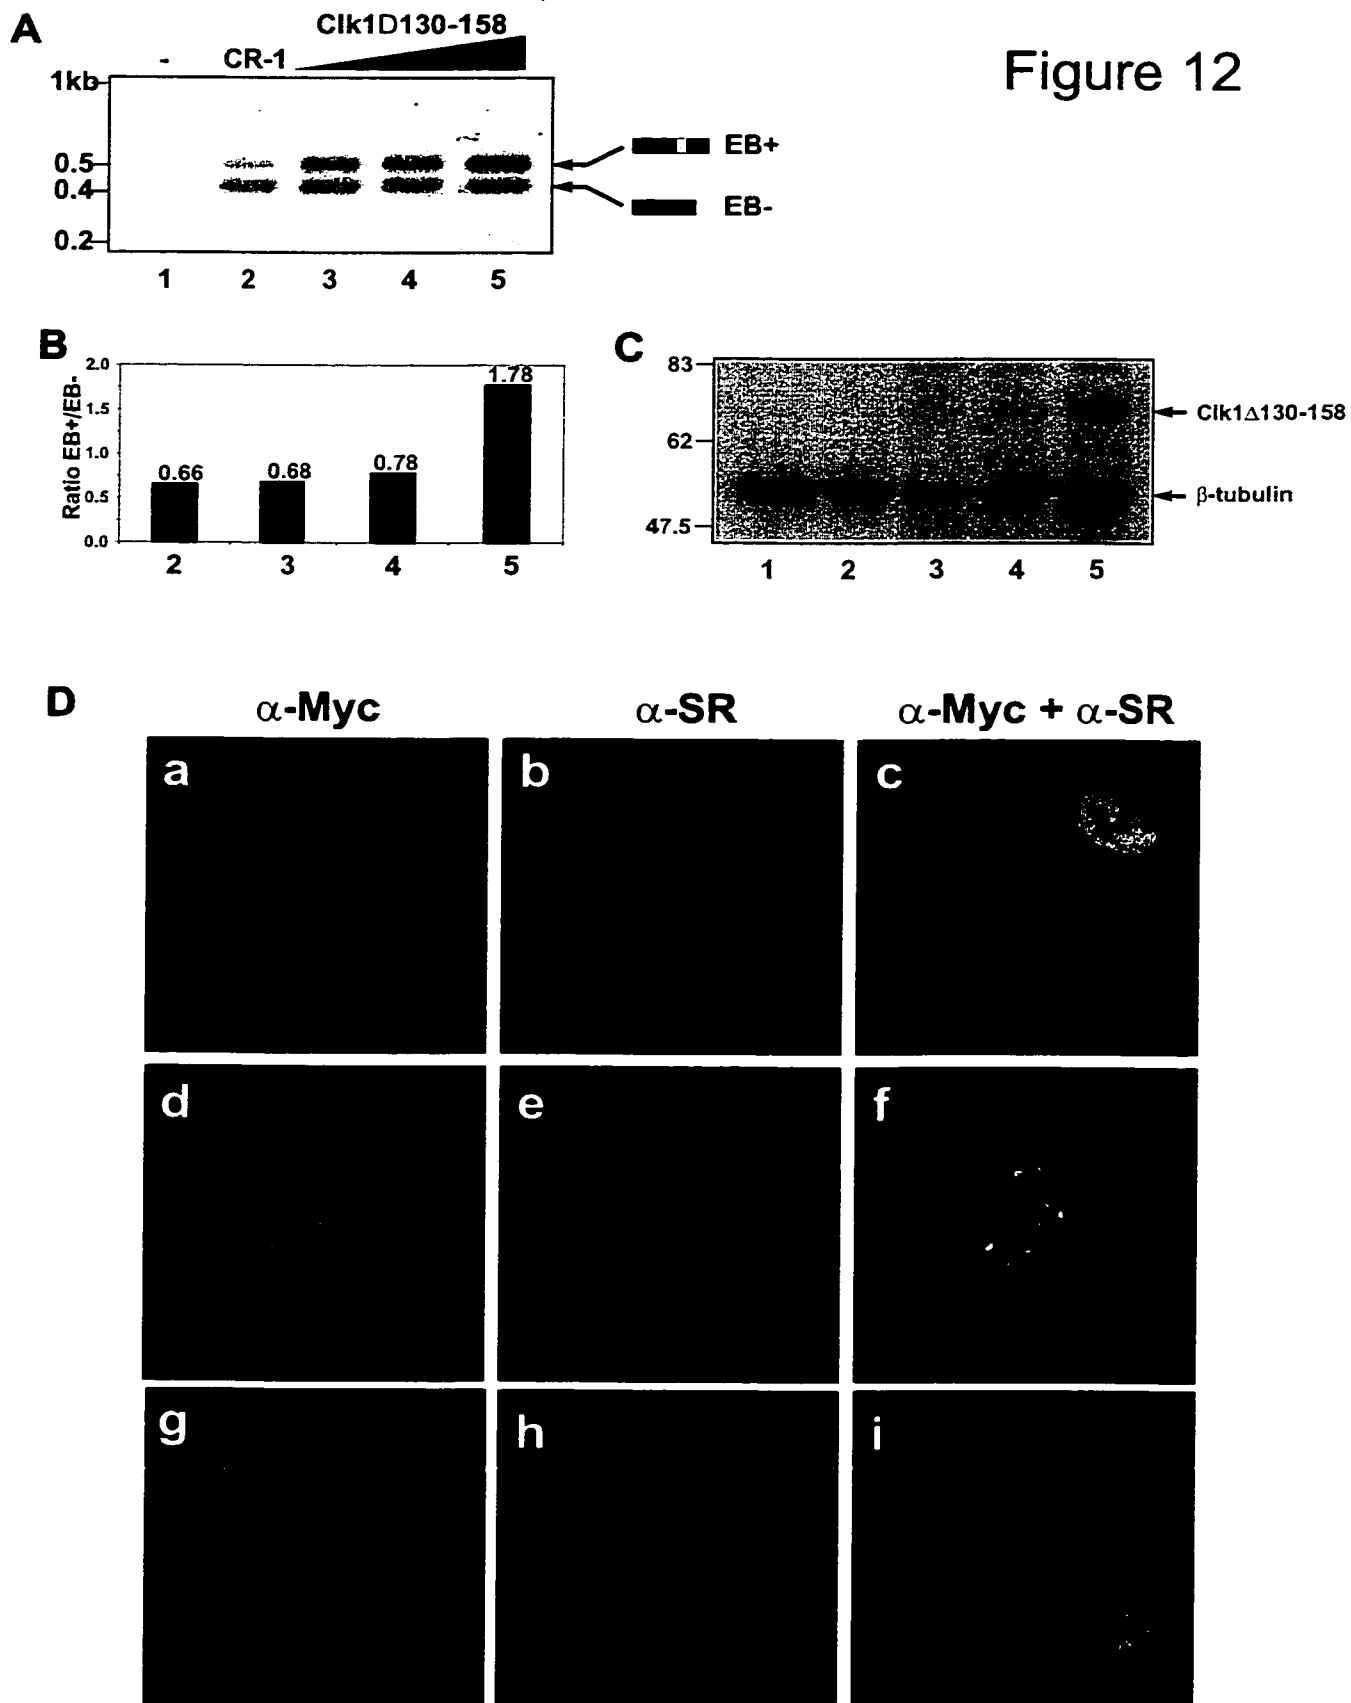 A
Clk1D130-158
- CR-1
Figure 12
1kb
0.5
0.4
0.2
EB+
EB-
1 2 3 4 5
B
Ratio EB+/EB-
2.0
1.5
1.0
0.5
0.0
0.66 0.68 0.78 1.78
2 3 4 5
C
83
62
47.5
Clk1Δ130-158
β-tubulin
1 2 3 4 5
D
α-Myc α-SR α-Myc + α-SR
a b c
d e f
g h i